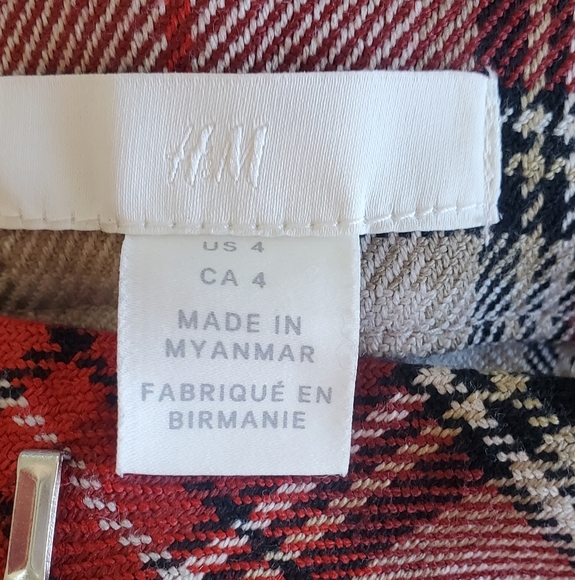 H&M
US 4
CA 4
MADE IN
MYANMAR
FABRIQUÉ EN
BIRMANIE